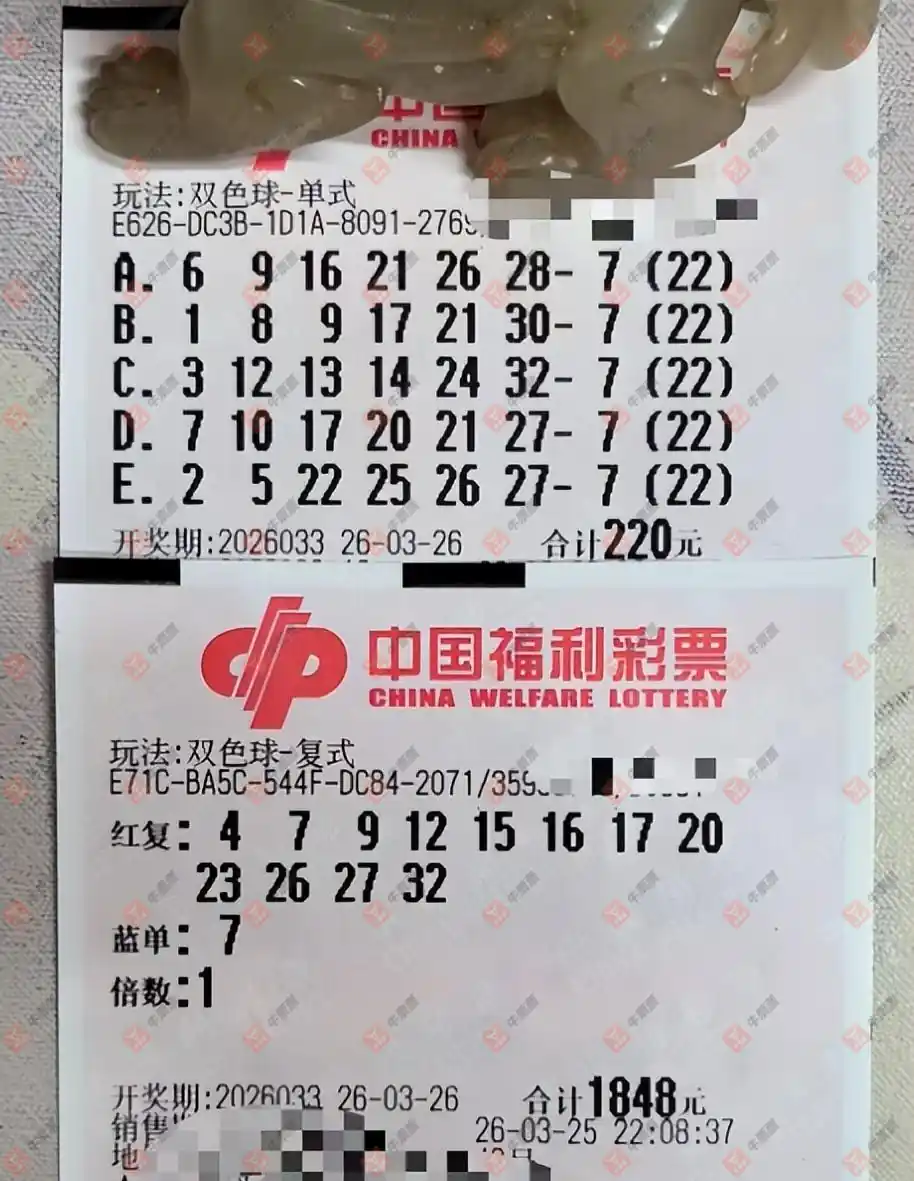 中国
CHINA
玩法:双色球-单式
E626-DC3B-1D1A-8091-2769
A. 6 9 16 21 26 28- 7 (22)
B. 1 8 9 17 21 30- 7 (22)
C. 3 12 13 14 24 32- 7 (22)
D. 7 10 17 20 21 27- 7 (22)
E. 2 5 22 25 26 27- 7 (22)
开奖期:2026033 26-03-26 合计220元
中国福利彩票
CHINA WELFARE LOTTERY
玩法:双色球-复式
E71C-BA5C-544F-DC84-2071/359
红复: 4 7 9 12 15 16 17 20
23 26 27 32
蓝单: 7
倍数:1
开奖期:2026033 26-03-26 合计1848元
销售
26-03-25 22:08:37
地